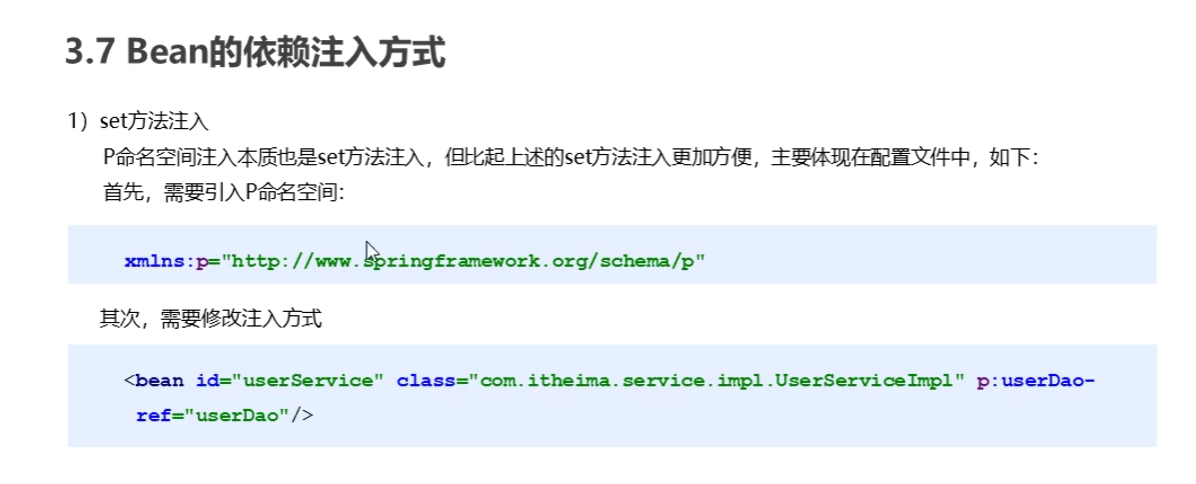 3.7 Bean的依赖注入方式
1）set方法注入
P命名空间注入本质也是set方法注入，但比起上述的set方法注入更加方便，主要体现在配置文件中，如下：
首先，需要引入P命名空间：
xmlns:p="http://www.springframework.org/schema/p"
其次，需要修改注入方式
<bean id="userService" class="com.itheima.service.impl.UserServiceImpl" p:userDao-
ref="userDao"/>